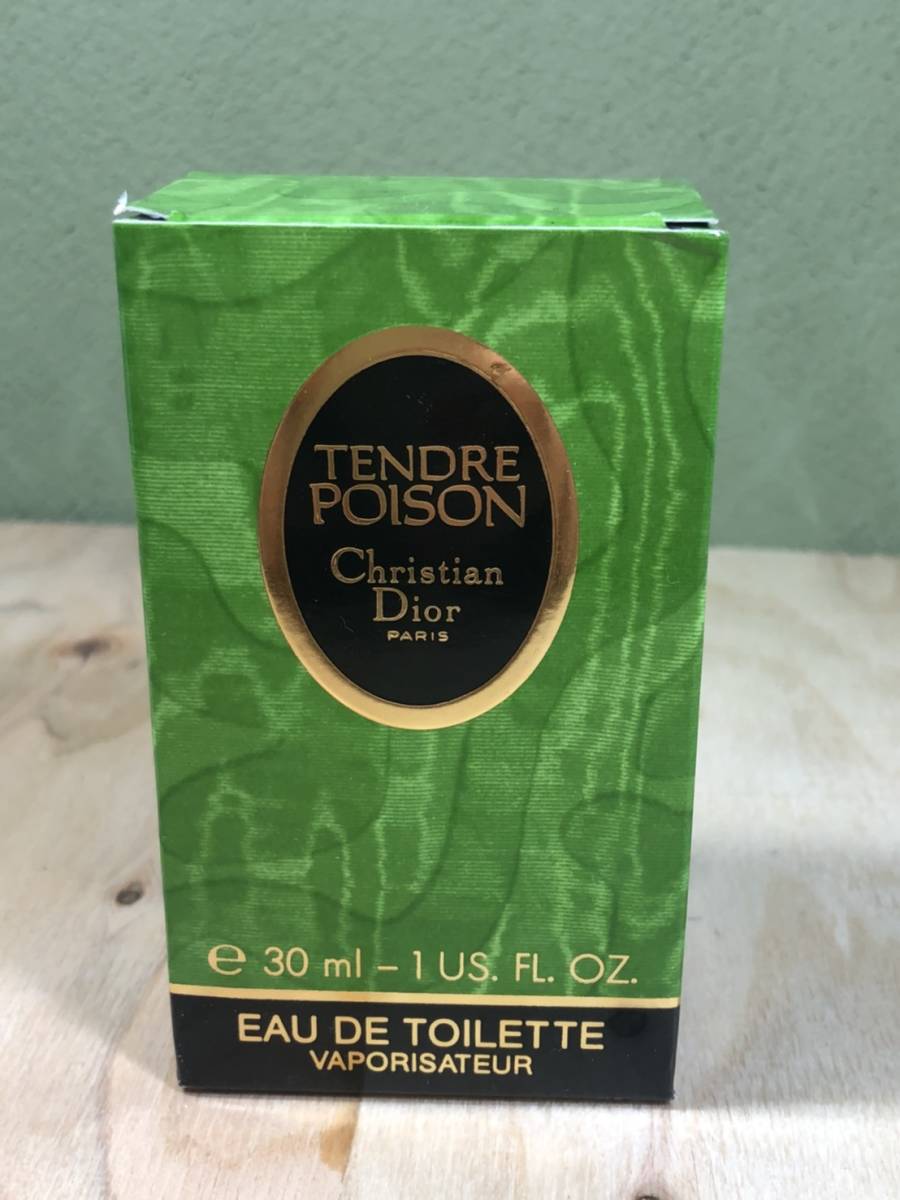 TENDRE
POISON
Christian
Dior
PARIS
e 30 ml – 1 US. FL. OZ.
EAU DE TOILETTE
VAPORISATEUR